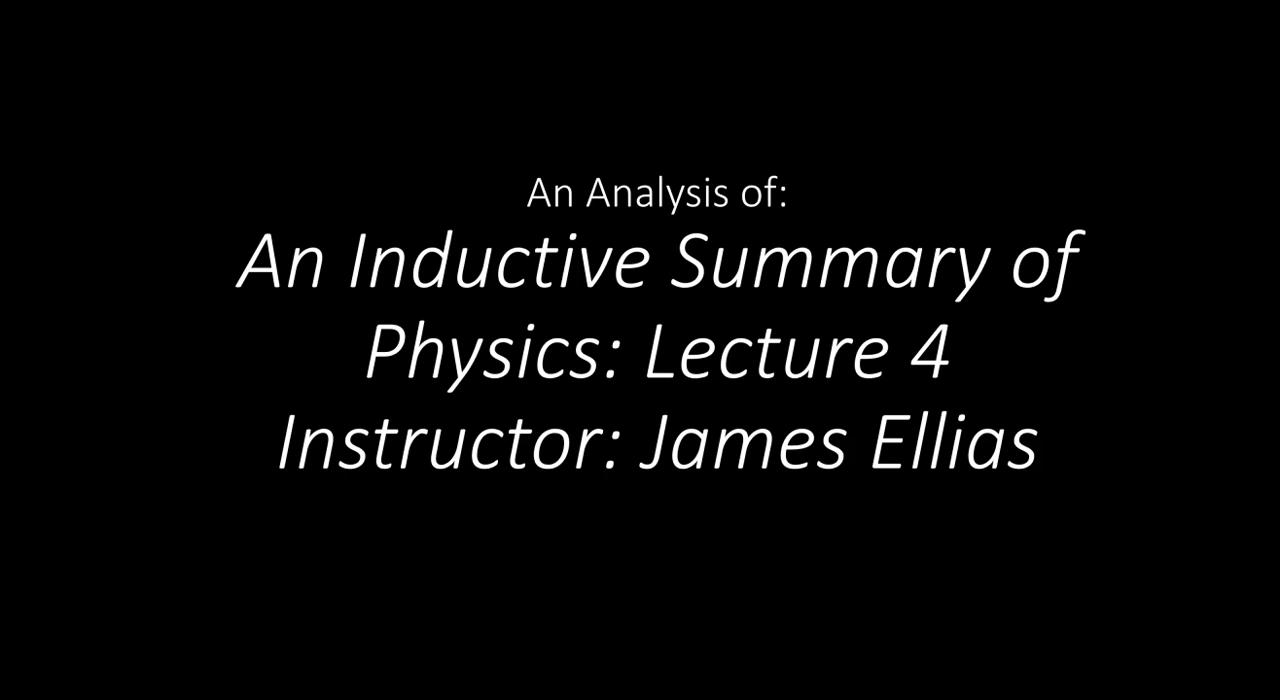 An Analysis of:
An Inductive Summary of
Physics: Lecture 4
Instructor: James Ellias